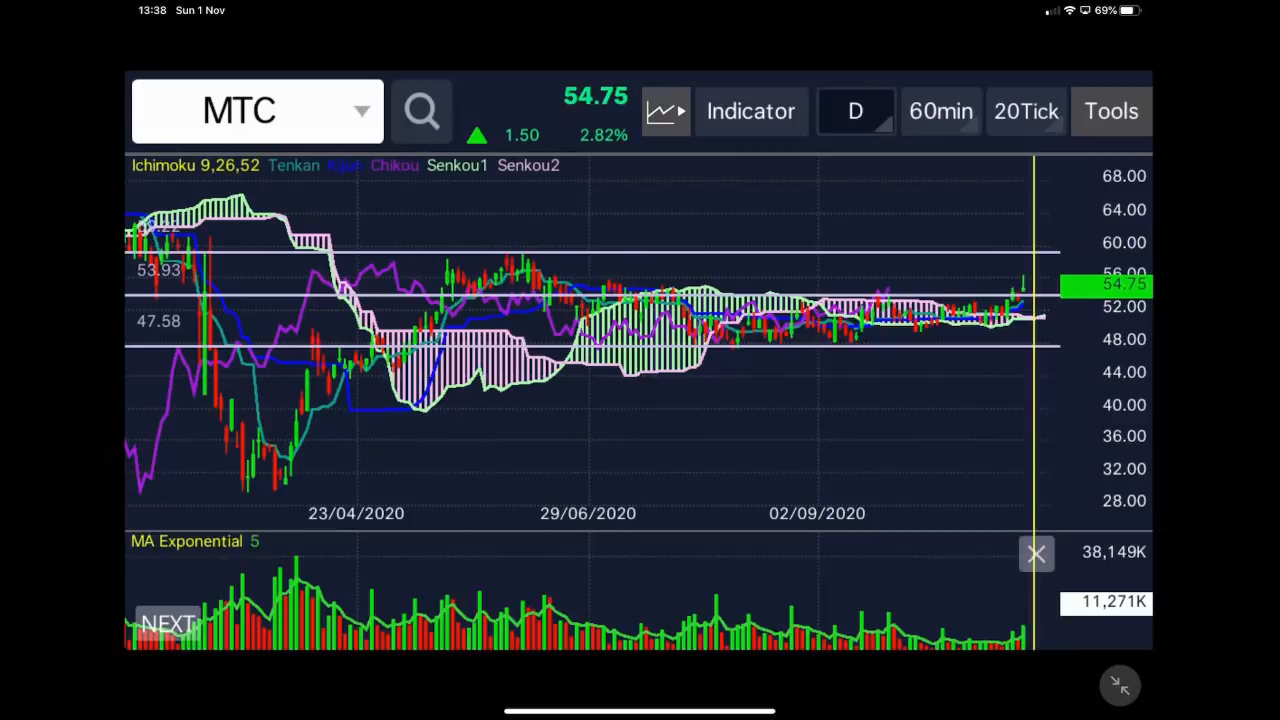 13:38 Sun 1 Nov 69%
MTC
54.75
1.50 2.82%
Indicator D 60min 20Tick Tools
Ichimoku 9,26,52 Tenkan Kijun Chikou Senkou1 Senkou2
68.00
64.00
60.00
53.93
56.00
54.75
52.00
47.58
48.00
44.00
40.00
36.00
32.00
28.00
23/04/2020 29/06/2020 02/09/2020
MA Exponential 5
38,149K
11,271K
NEXT